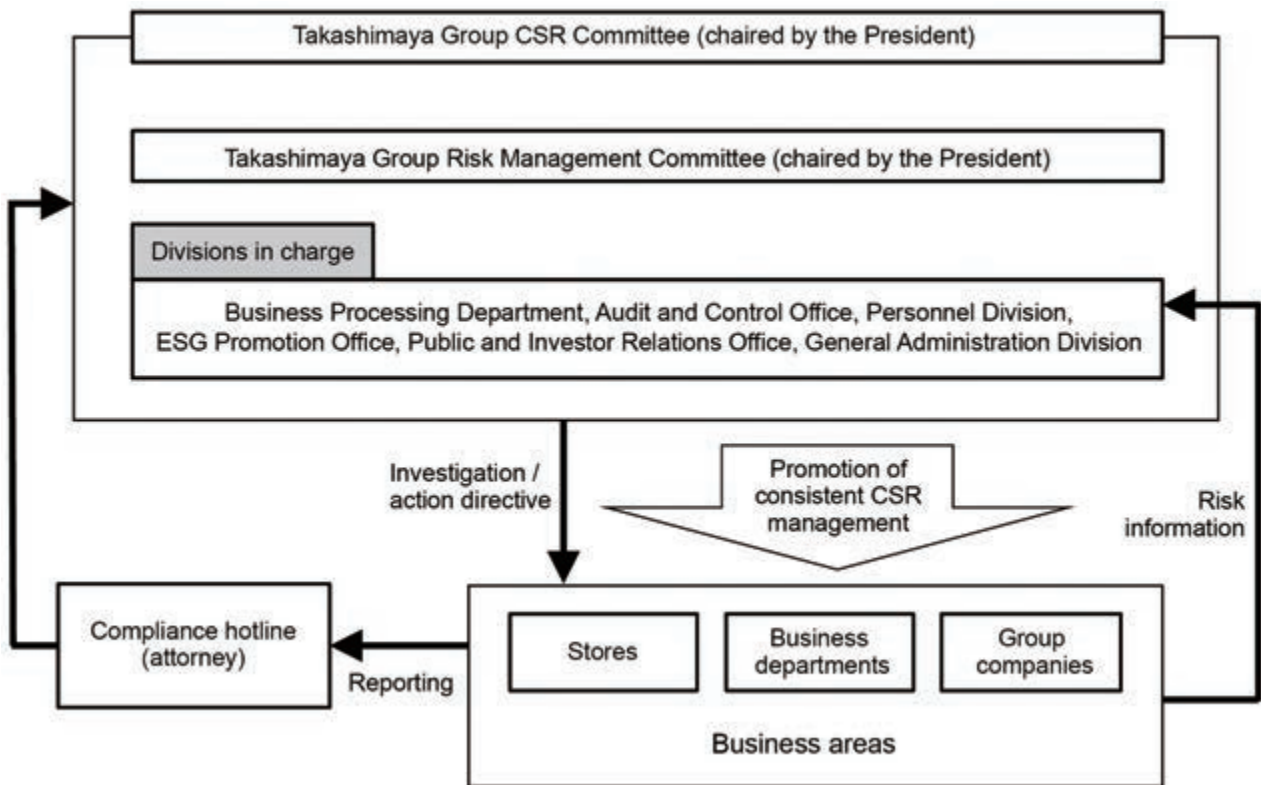 Takashimaya Group CSR Committee (chaired by the President)
Takashimaya Group Risk Management Committee (chaired by the President)
Divisions in charge
Business Processing Department, Audit and Control Office, Personnel Division,
ESG Promotion Office, Public and Investor Relations Office, General Administration Division
Investigation /
action directive
Promotion of
consistent CSR
management
Risk
information
Compliance hotline
(attorney)
Reporting
Stores
Business
departments
Group
companies
Business areas